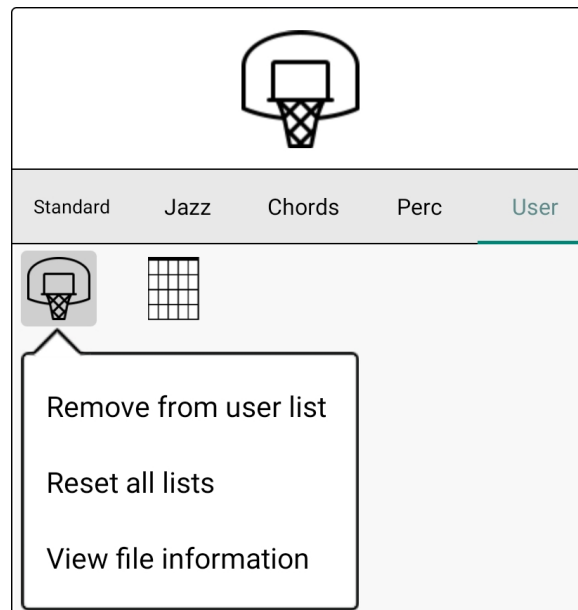 Standard Jazz Chords Perc User
Remove from user list
Reset all lists
View file information